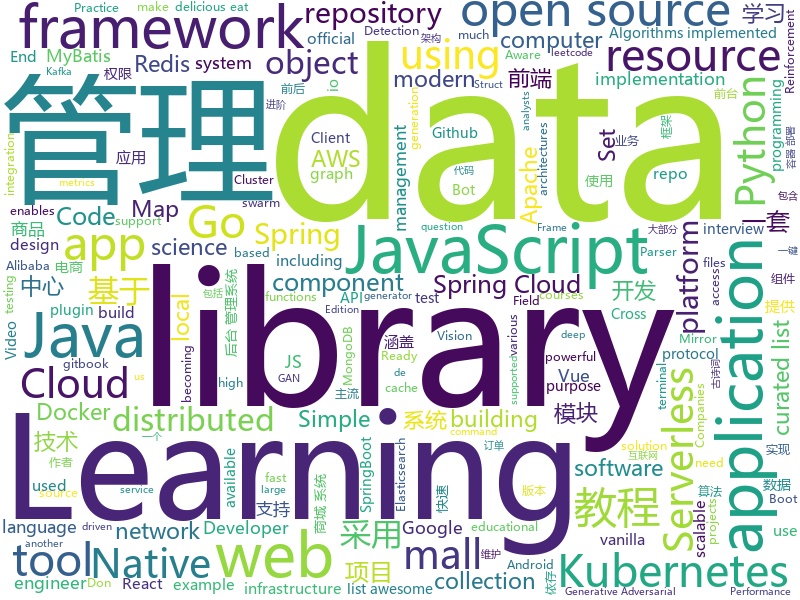 Practice
delicious eat
make
official
Detection
架构
much
leetcode
Algorithms implemented
Struct
Aware
学习
进阶
End
MyBatis
权限
前后
Kafka
framework
repository
Redis
system
object
open source
using
computer
modern
前端
implementation
resource
Reinforcement
前台
管理
data
io
Client
Github
integration
应用
AWS
graph
Cluster
swarm
management
generation
Bot
Apache
analysts
architectures
Set
业务
代码
使用
repo
框架
Python
programming
容器 部署
包含
metrics
Go
Map
Code
support
enables
商品
app
Spring
science
including
based
JavaScript
Spring Cloud
platform
interview
一套
大部分
一键
design
Alibaba
电商
中心
基于
component
开发
testing
Video
plugin
build
local
包括
后台 管理系统
generator
API
test
functions
Parser
files
access
Cross
Field
courses
组件
提供
becoming
Java
library
application
Cloud
MongoDB
JS
gitbook
GAN
Ready
de
cache
Vision
powerful
purpose
various
supported
deep
Mirror
protocol
Edition
high
us
主流
Vue
涵盖
terminal
Companies
古诗词
curated list
Docker
distributed
Simple
building
模块
Serverless
技术
作者
used
available
SpringBoot
支持
商城 系统
solution
一个
订单
系统
Elasticsearch
快速
software
教程
need
互联网
version
版本
算法
实现
数据
Boot
Learning
language
driven
network
Developer
another
采用
source
fast
large
command
service
React
Google
educational
scalable
projects
use
vanilla
tool
Native
web
mall
Kubernetes
维护
依存
engineer
Don
example
项目
infrastructure
collection
list awesome
Android
question
Frame
Generative Adversarial
Performance